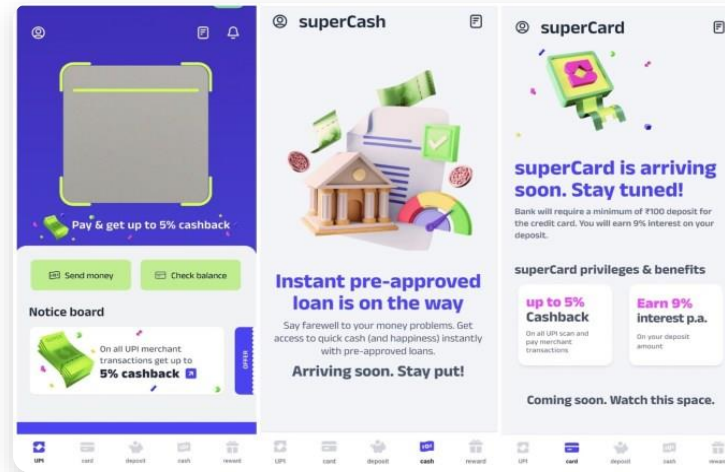 Pay & get up to 5% cashback
Send money
Check balance
Notice board
On all UPI merchant
transactions get up to
5% cashback
OFFER
UPI
card
deposit
cash
reward
superCash
Instant pre-approved
loan is on the way
Say farewell to your money problems. Get
access to quick cash (and happiness) instantly
with pre-approved loans.
Arriving soon. Stay put!
UPI
card
deposit
cash
reward
superCard
superCard is arriving
soon. Stay tuned!
Bank will require a minimum of ₹100 deposit for
the credit card. You will earn 9% interest on your
deposit.
superCard privileges & benefits
up to 5%
Cashback
On all UPI scan and
pay merchant
transactions
Earn 9%
interest p.a.
On your deposit
amount
Coming soon. Watch this space.
UPI
card
deposit
cash
reward